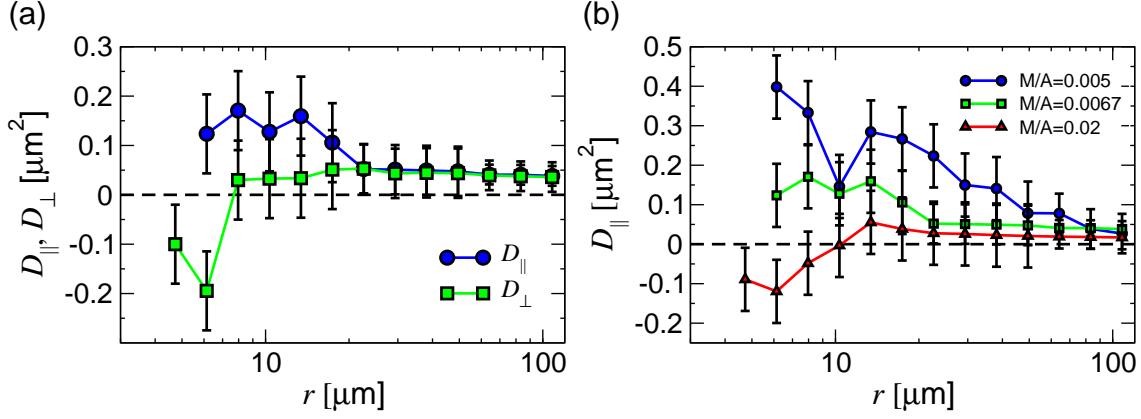 (a)
0.3
0.2
0.1
0
-0.1
-0.2
D∥, D⊥ [μm²]
D∥
D⊥
10
100
r [μm]
(b)
0.5
0.4
0.3
0.2
0.1
0
-0.1
-0.2
D∥ [μm²]
M/A=0.005
M/A=0.0067
M/A=0.02
10
100
r [μm]